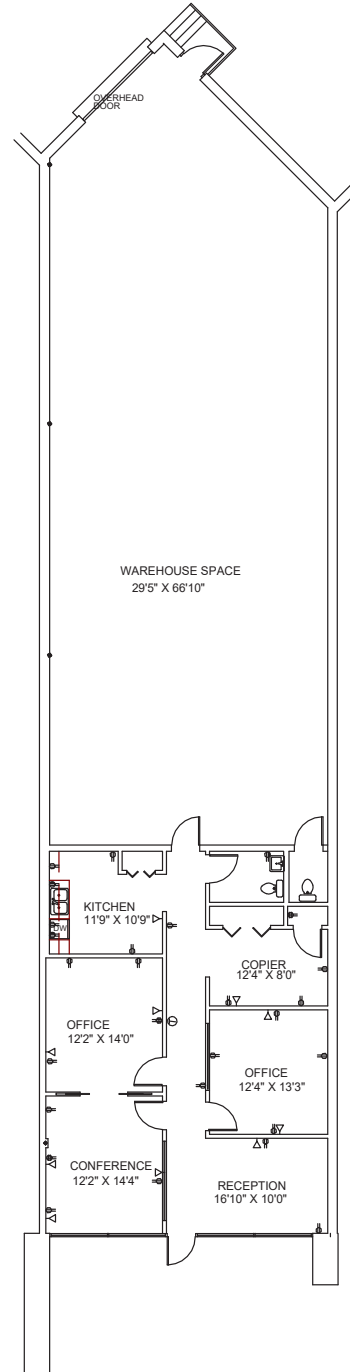 OVERHEAD
DOOR
WAREHOUSE SPACE
29'5" X 66'10"
KITCHEN
11'9" X 10'9"
DW
COPIER
12'4" X 8'0"
OFFICE
12'2" X 14'0"
OFFICE
12'4" X 13'3"
CONFERENCE
12'2" X 14'4"
RECEPTION
16'10" X 10'0"